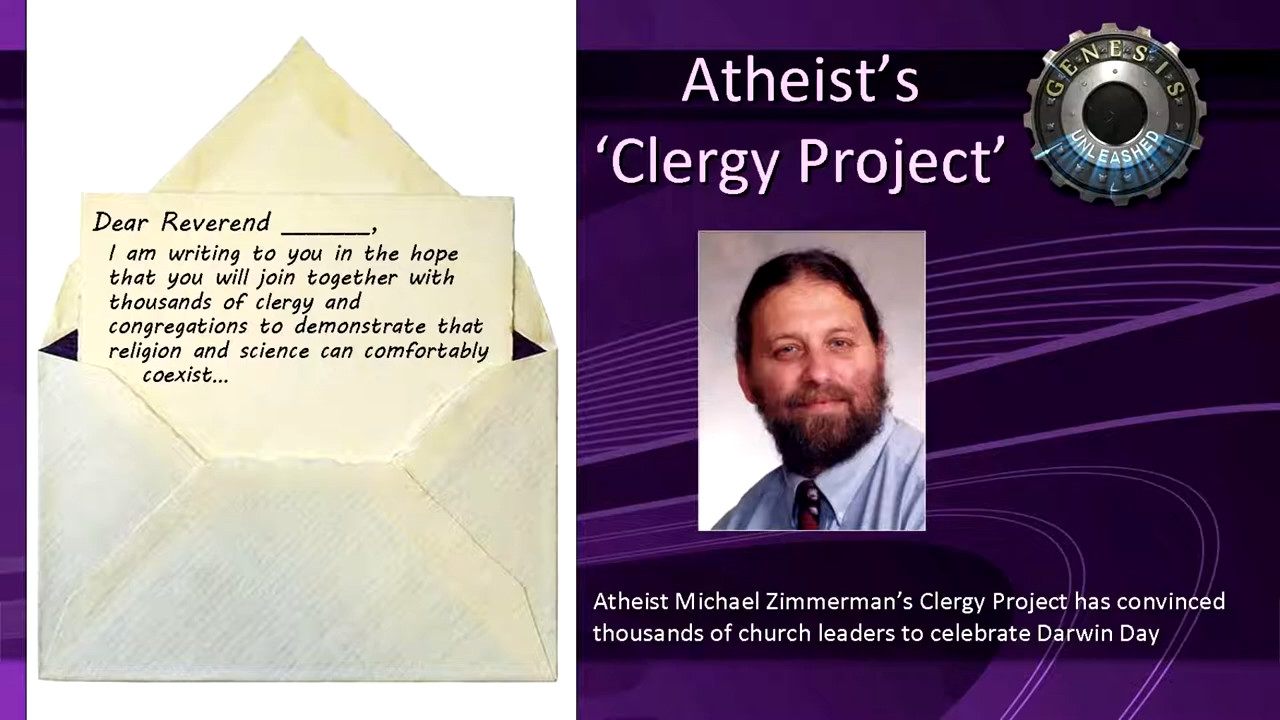 Dear Reverend ______,
I am writing to you in the hope
that you will join together with
thousands of clergy and
congregations to demonstrate that
religion and science can comfortably
coexist...
Atheist’s
‘Clergy Project’
GENESIS
UNLEASHED
Atheist Michael Zimmerman’s Clergy Project has convinced
thousands of church leaders to celebrate Darwin Day